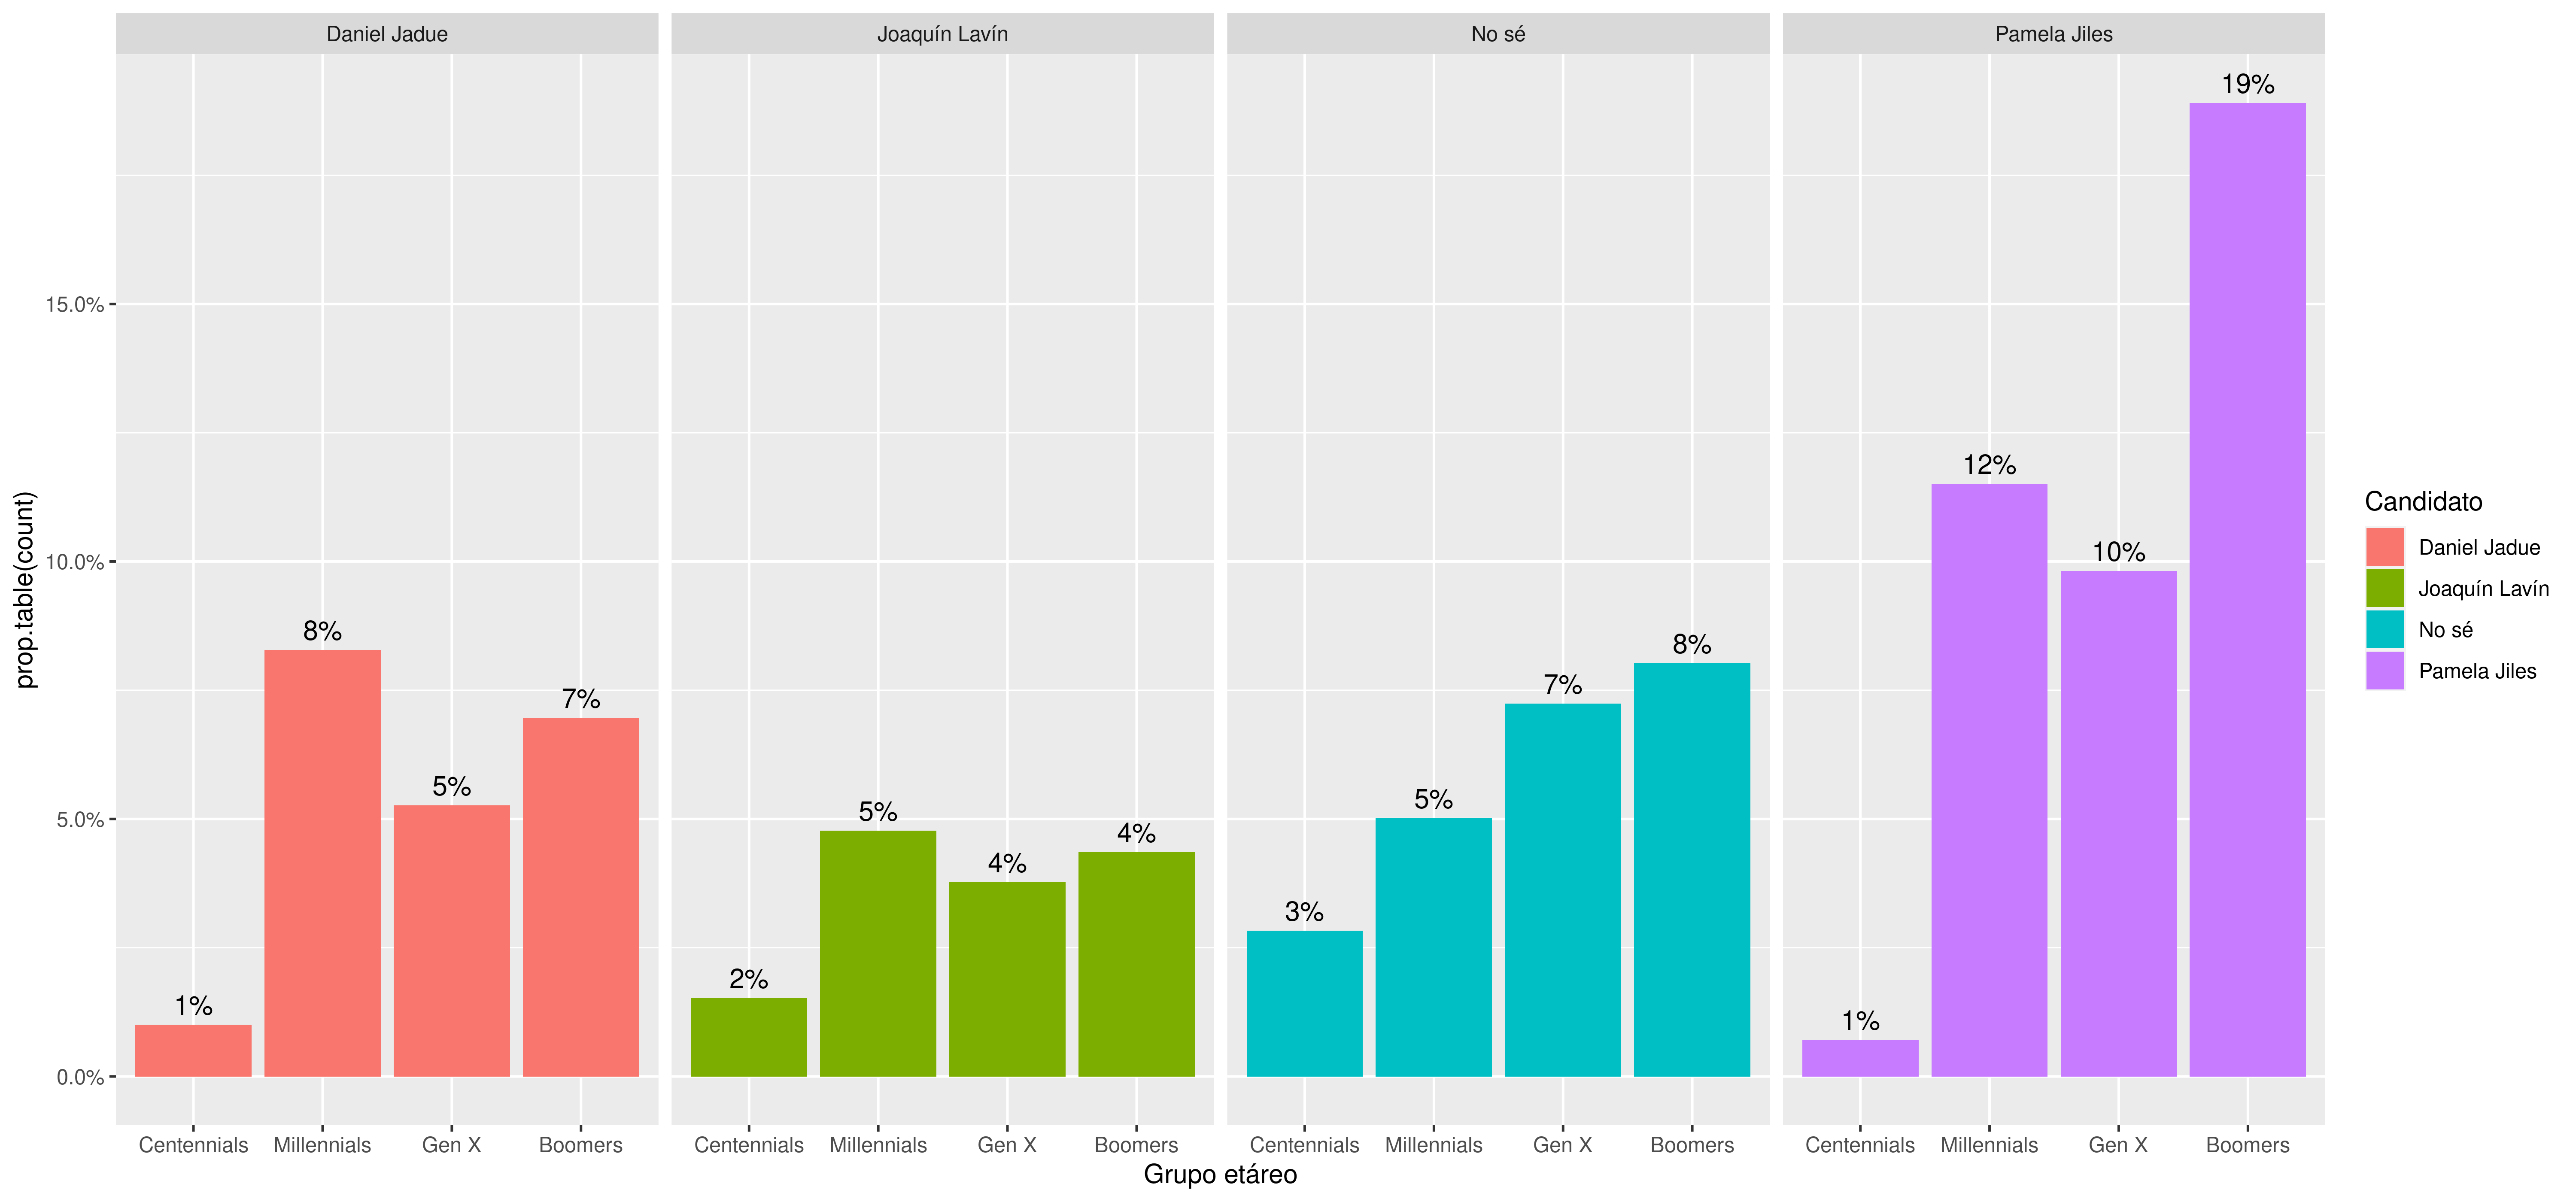 Daniel Jadue
Joaquín Lavín
No sé
Pamela Jiles
prop.table(count)
15.0%
10.0%
5.0%
0.0%
1%
8%
5%
7%
2%
5%
4%
4%
3%
5%
7%
8%
1%
12%
10%
19%
Centennials Millennials Gen X Boomers
Centennials Millennials Gen X Boomers
Centennials Millennials Gen X Boomers
Centennials Millennials Gen X Boomers
Grupo etáreo
Candidato
Daniel Jadue
Joaquín Lavín
No sé
Pamela Jiles